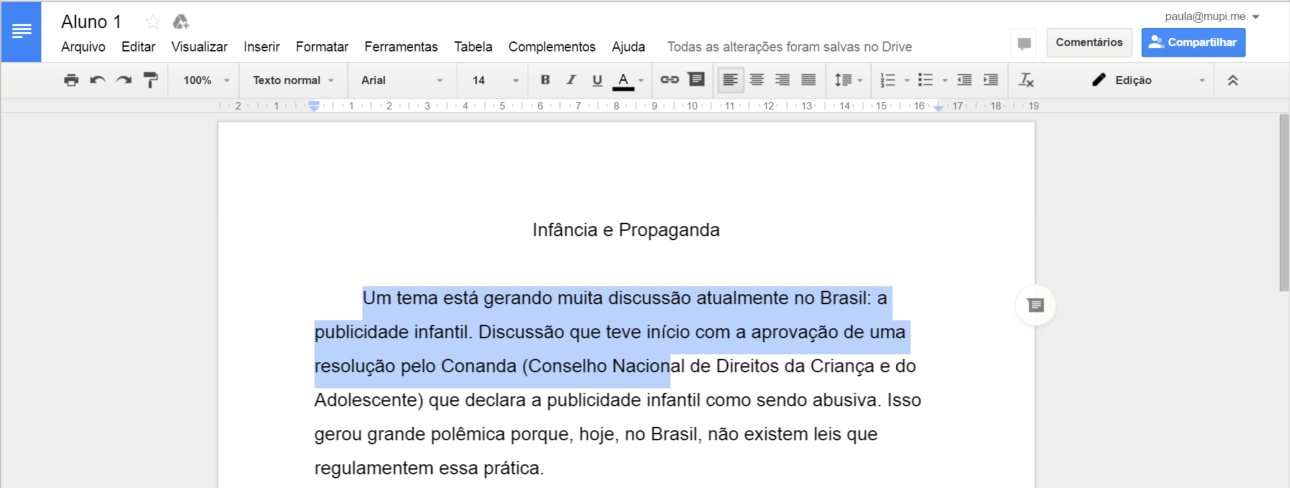 Aluno 1
paula@mupi.me
Arquivo Editar Visualizar Inserir Formatar Ferramentas Tabela Complementos Ajuda Todas as alterações foram salvas no Drive
Comentários Compartilhar
100% Texto normal Arial 14 B I U A Edição
2 1 1 2 3 4 5 6 7 8 9 10 11 12 13 14 15 16 17 18 19
Infância e Propaganda
Um tema está gerando muita discussão atualmente no Brasil: a
publicidade infantil. Discussão que teve início com a aprovação de uma
resolução pelo Conanda (Conselho Nacional de Direitos da Criança e do
Adolescente) que declara a publicidade infantil como sendo abusiva. Isso
gerou grande polêmica porque, hoje, no Brasil, não existem leis que
regulamentem essa prática.